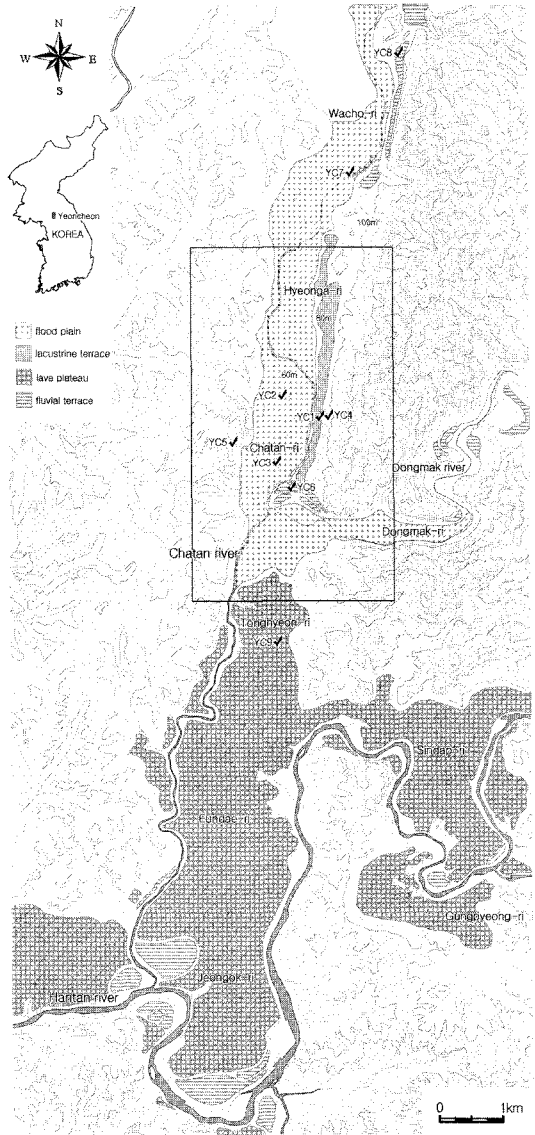 N
W
E
S
YC8
Wacho-ri
YC7
100m
Yeoncheon
KOREA
Hyeonga-ri
flood plain
lacustrine terrace
lava plateau
fluvial terrace
60m
YC2
YC1
YC4
YC5
Chatan-ri
YC3
YC6
Dongmak river
Dongmak-ri
Chatan river
Tonghyeon-ri
YC9
Sindap-ri
Eundae-ri
Gungpyeong-ri
Jeongok-ri
Hantan river
0 1km